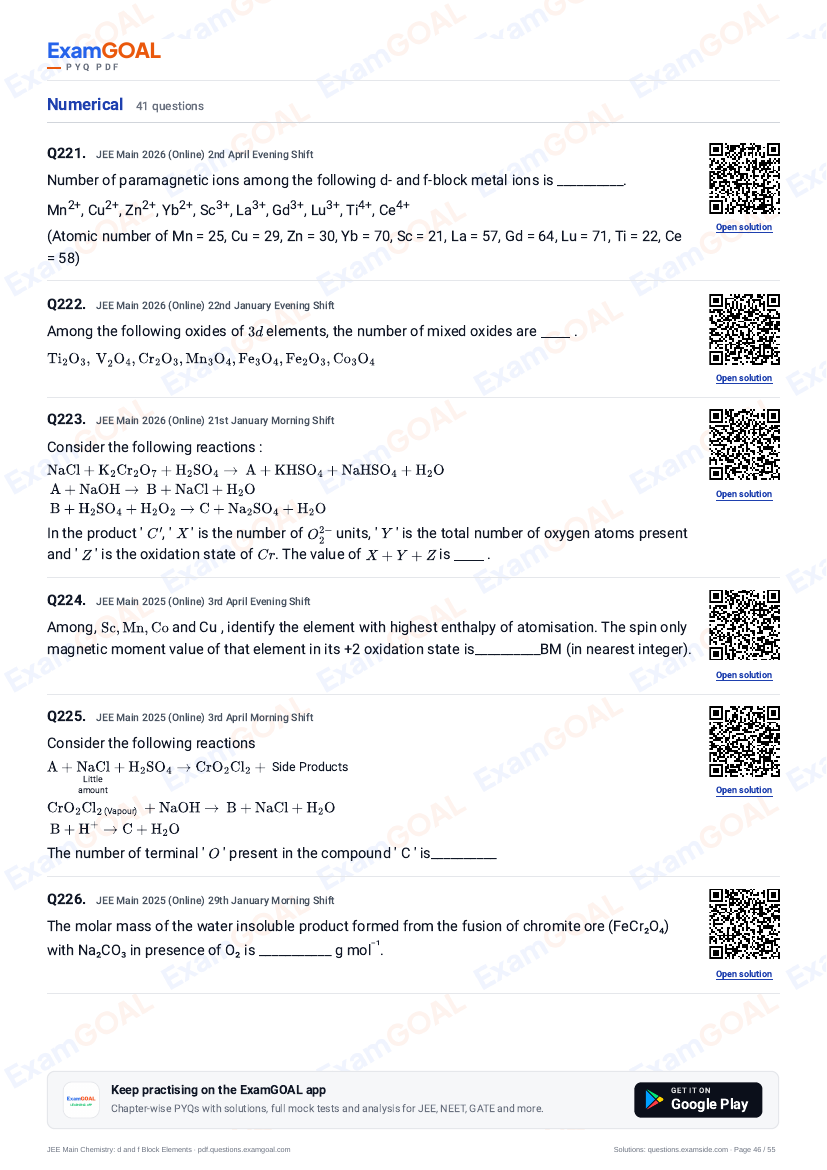 ExamGOAL
PYQ PDF
Numerical 41 questions
Q221. JEE Main 2026 (Online) 2nd April Evening Shift
Number of paramagnetic ions among the following d- and f-block metal ions is __________.
Mn²⁺, Cu²⁺, Zn²⁺, Yb²⁺, Sc³⁺, La³⁺, Gd³⁺, Lu³⁺, Ti⁴⁺, Ce⁴⁺
(Atomic number of Mn = 25, Cu = 29, Zn = 30, Yb = 70, Sc = 21, La = 57, Gd = 64, Lu = 71, Ti = 22, Ce
= 58)
Open solution
Q222. JEE Main 2026 (Online) 22nd January Evening Shift
Among the following oxides of 3d elements, the number of mixed oxides are ____ .
Ti₂O₃, V₂O₄, Cr₂O₃, Mn₃O₄, Fe₃O₄, Fe₂O₃, Co₃O₄
Open solution
Q223. JEE Main 2026 (Online) 21st January Morning Shift
Consider the following reactions :
NaCl + K₂Cr₂O₇ + H₂SO₄ → A + KHSO₄ + NaHSO₄ + H₂O
A + NaOH → B + NaCl + H₂O
B + H₂SO₄ + H₂O₂ → C + Na₂SO₄ + H₂O
In the product ' C′, ' X ' is the number of O₂²⁻ units, ' Y ' is the total number of oxygen atoms present
and ' Z ' is the oxidation state of Cr. The value of X + Y + Z is ____ .
Open solution
Q224. JEE Main 2025 (Online) 3rd April Evening Shift
Among, Sc, Mn, Co and Cu , identify the element with highest enthalpy of atomisation. The spin only
magnetic moment value of that element in its +2 oxidation state is__________BM (in nearest integer).
Open solution
Q225. JEE Main 2025 (Online) 3rd April Morning Shift
Consider the following reactions
A + NaCl + H₂SO₄ → CrO₂Cl₂ + Side Products
Little
amount
CrO₂Cl₂ (Vapour) + NaOH → B + NaCl + H₂O
B + H⁺ → C + H₂O
The number of terminal ' O ' present in the compound ' C ' is__________
Open solution
Q226. JEE Main 2025 (Online) 29th January Morning Shift
The molar mass of the water insoluble product formed from the fusion of chromite ore (FeCr₂O₄)
with Na₂CO₃ in presence of O₂ is ___________ g mol⁻¹.
Open solution
ExamGOAL
Keep practising on the ExamGOAL app
Chapter-wise PYQs with solutions, full mock tests and analysis for JEE, NEET, GATE and more.
GET IT ON
Google Play
JEE Main Chemistry: d and f Block Elements · pdf.questions.examgoal.com
Solutions: questions.examside.com · Page 46 / 55